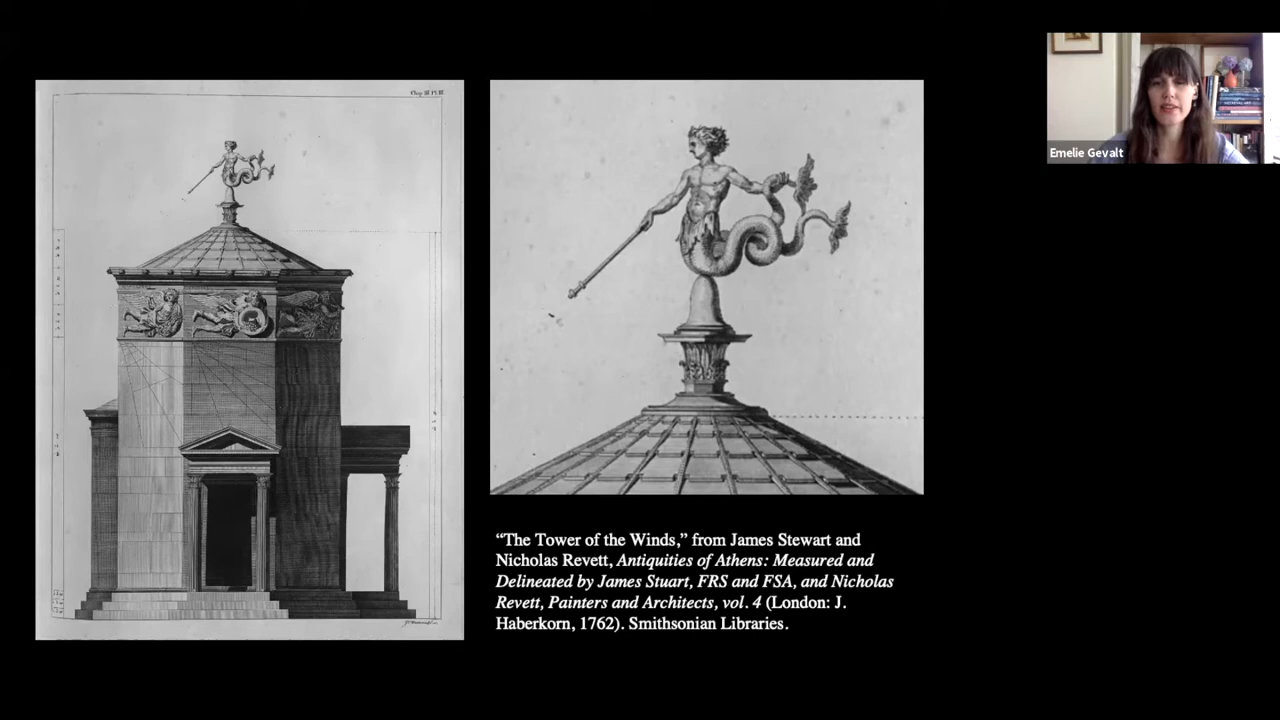 Emelie Gevalt
“The Tower of the Winds,” from James Stewart and
Nicholas Revett, Antiquities of Athens: Measured and
Delineated by James Stuart, FRS and FSA, and Nicholas
Revett, Painters and Architects, vol. 4 (London: J.
Haberkorn, 1762). Smithsonian Libraries.